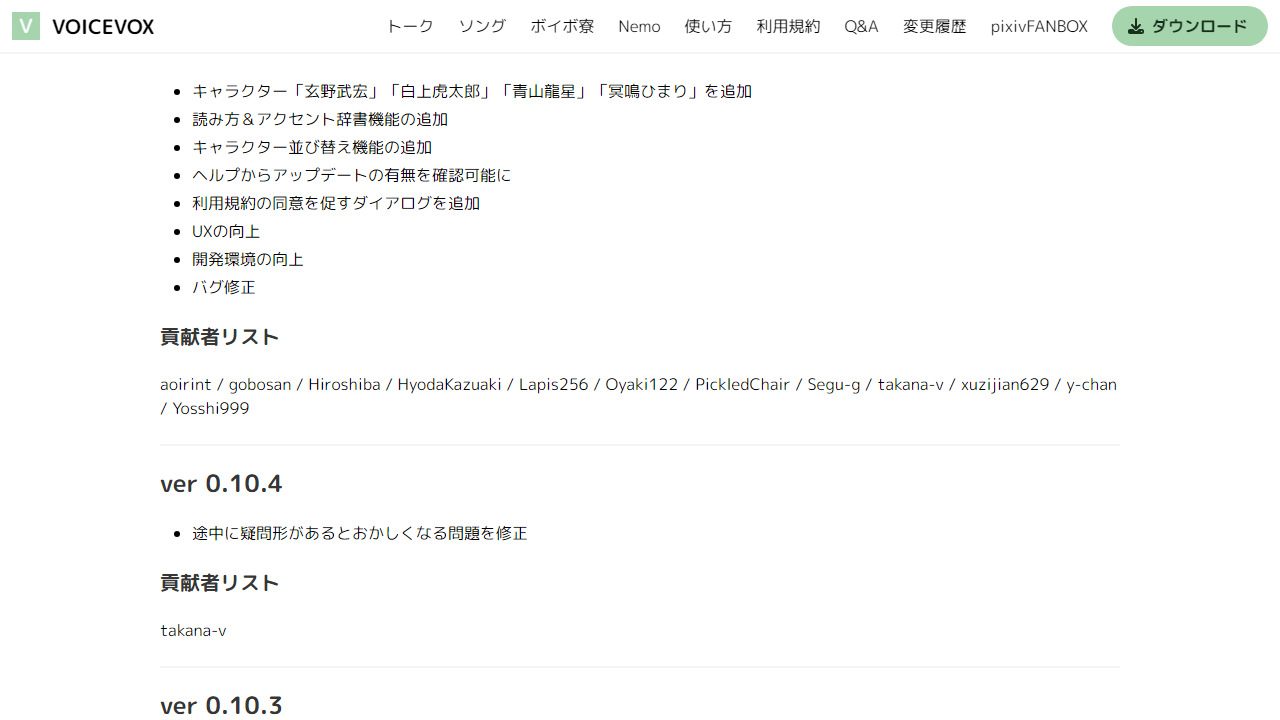 V VOICEVOX トーク ソング ボイボ寮 Nemo 使い方 利用規約 Q&A 変更履歴 pixivFANBOX ダウンロード
キャラクター「玄野武宏」「白上虎太郎」「青山龍星」「冥鳴ひまり」を追加
読み方＆アクセント辞書機能の追加
キャラクター並び替え機能の追加
ヘルプからアップデートの有無を確認可能に
利用規約の同意を促すダイアログを追加
UXの向上
開発環境の向上
バグ修正
貢献者リスト
aoirint / gobosan / Hiroshiba / HyodaKazuaki / Lapis256 / Oyaki122 / PickledChair / Segu-g / takana-v / xuzijian629 / y-chan
/ Yosshi999
ver 0.10.4
途中に疑問形があるとおかしくなる問題を修正
貢献者リスト
takana-v
ver 0.10.3